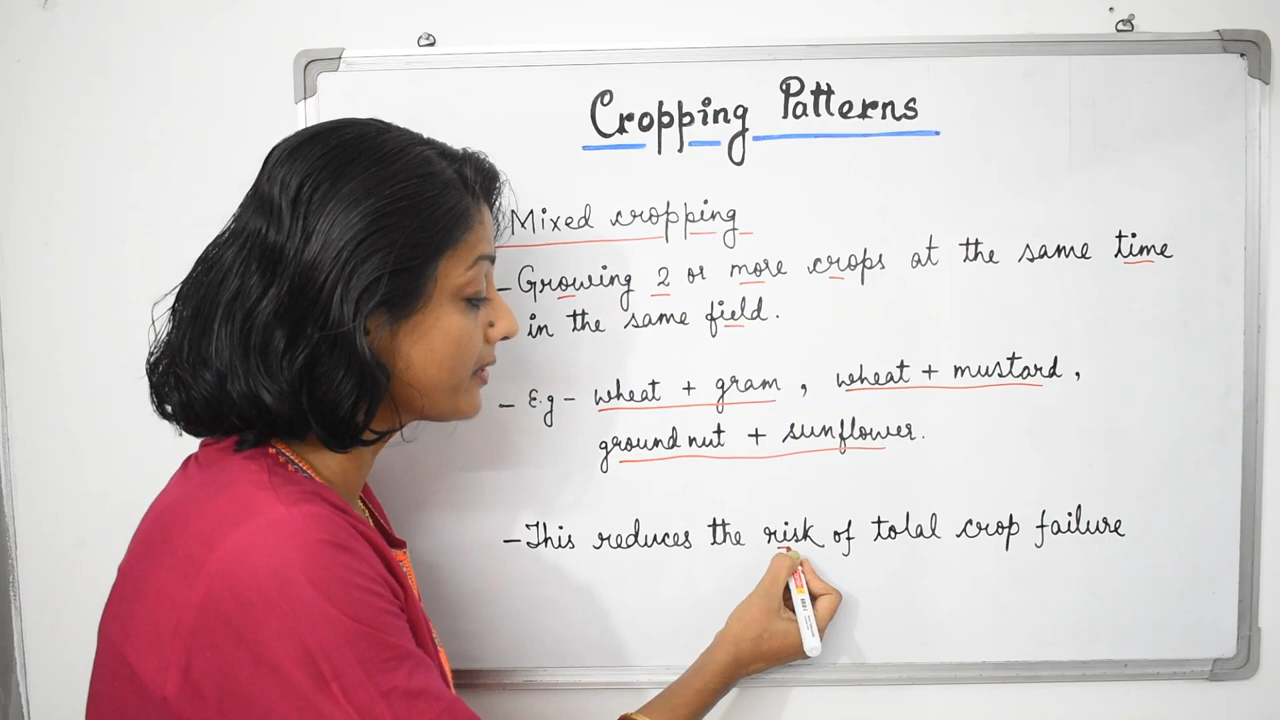 Cropping Patterns
Mixed cropping
- Growing 2 or more crops at the same time
in the same field.
- E.g - wheat + gram , wheat + mustard ,
groundnut + sunflower.
- This reduces the risk of total crop failure